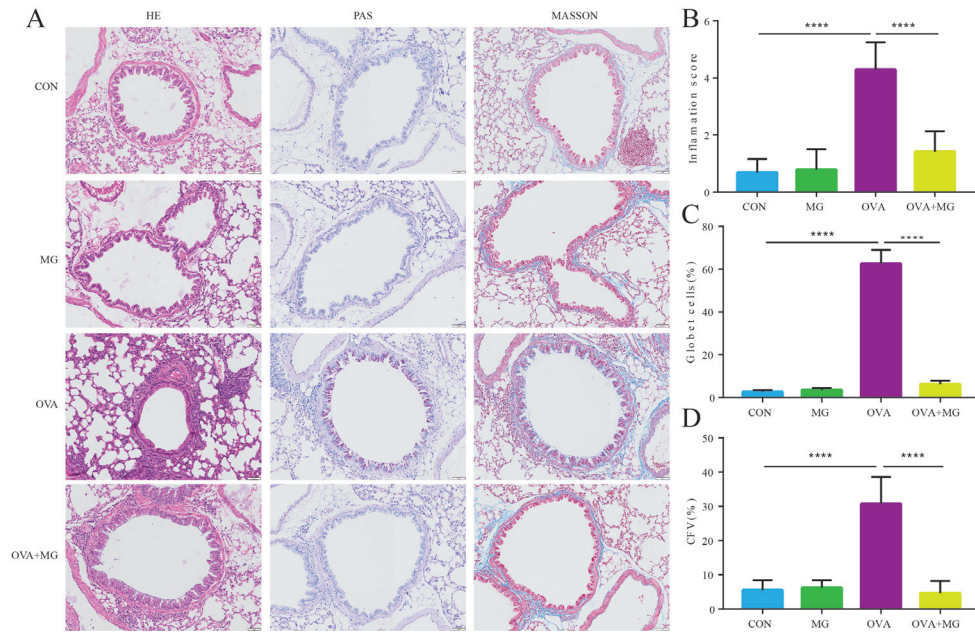 A
HE PAS MASSON
CON
MG
OVA
OVA+MG
B
Inflamation score
6
4
2
0
**** ****
CON MG OVA OVA+MG
C
Globet cells(%)
80
60
40
20
0
**** ****
CON MG OVA OVA+MG
D
CFV(%)
50
40
30
20
10
0
**** ****
CON MG OVA OVA+MG